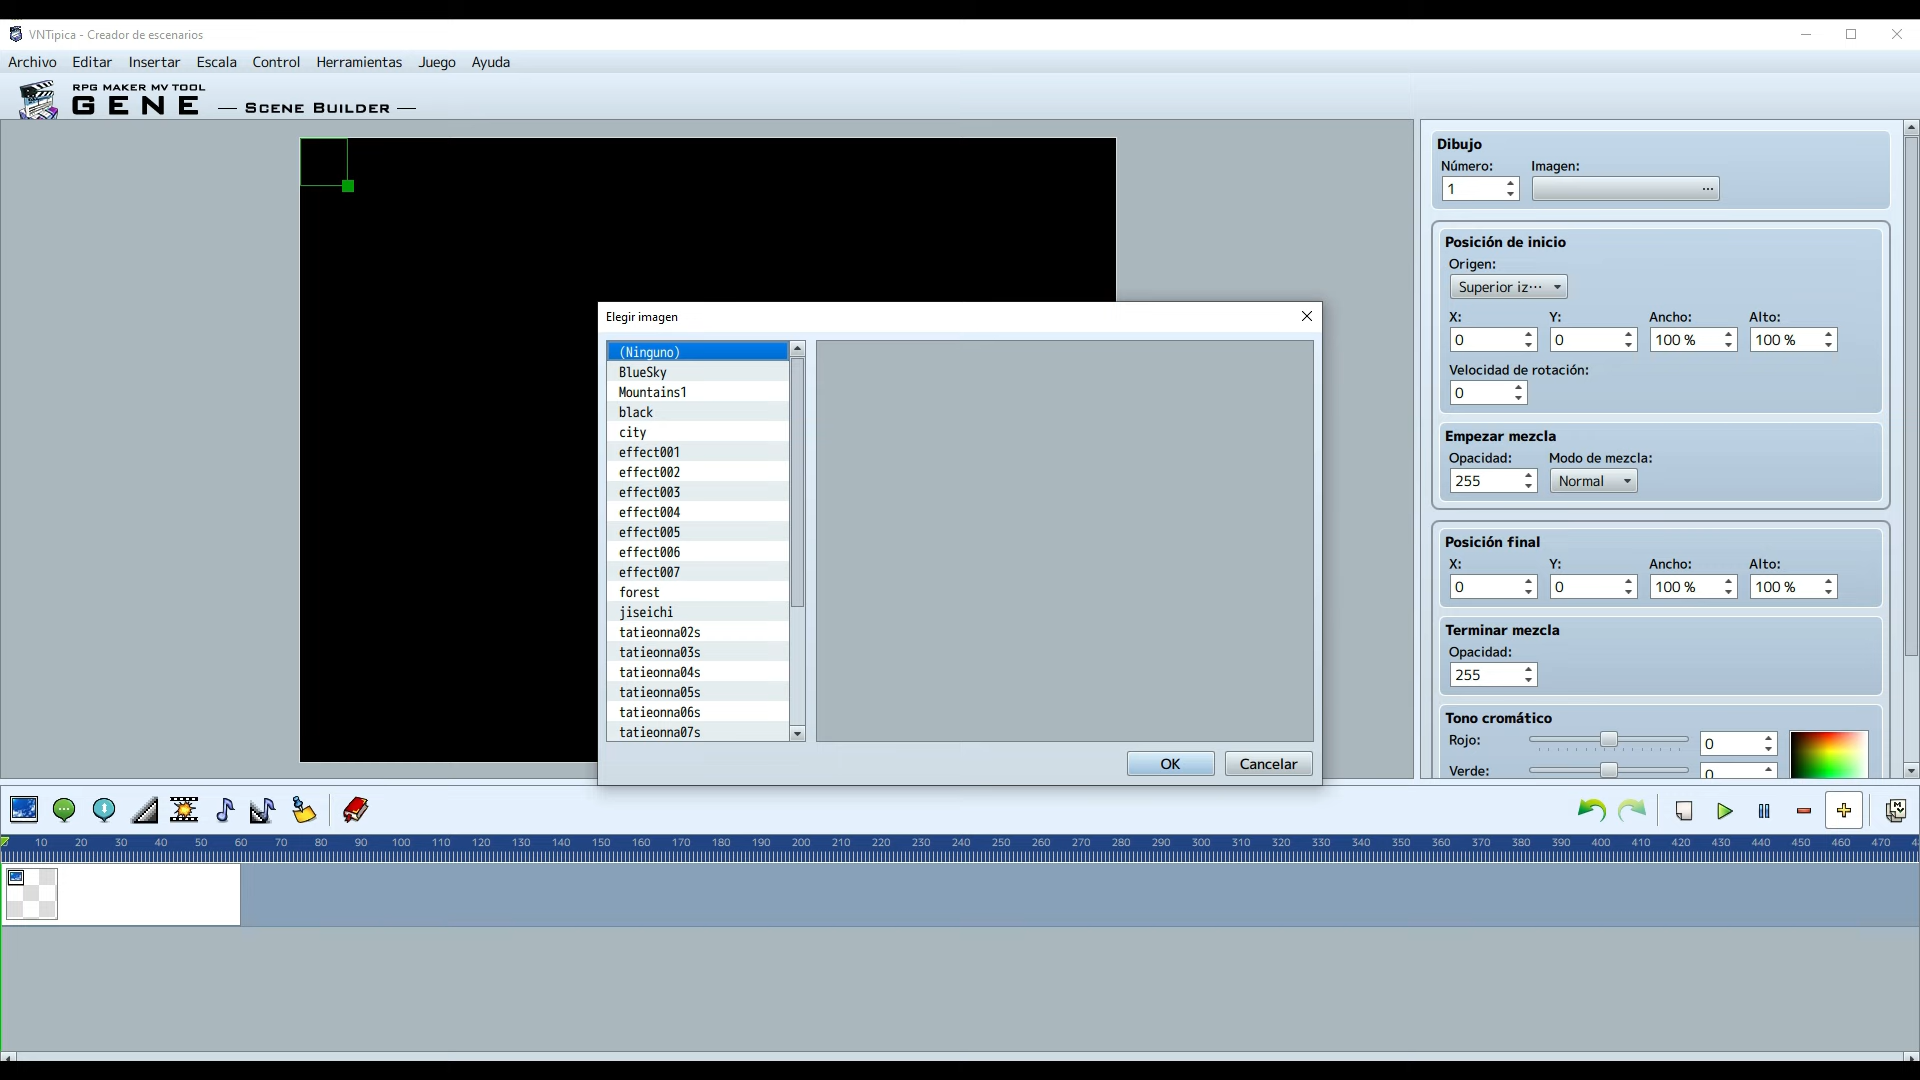 VNTipica - Creador de escenarios
Archivo Editar Insertar Escala Control Herramientas Juego Ayuda
RPG MAKER MV TOOL
GENE — SCENE BUILDER —
Dibujo
Número: Imagen:
1 ...
Posición de inicio
Origen:
Superior iz···
X: Y: Ancho: Alto:
0 0 100 % 100 %
Velocidad de rotación:
0
Empezar mezcla
Opacidad: Modo de mezcla:
255 Normal
Posición final
X: Y: Ancho: Alto:
0 0 100 % 100 %
Terminar mezcla
Opacidad:
255
Tono cromático
Rojo: 0
Verde: 0
Elegir imagen
(Ninguno)
BlueSky
Mountains1
black
city
effect001
effect002
effect003
effect004
effect005
effect006
effect007
forest
jiseichi
tatieonna02s
tatieonna03s
tatieonna04s
tatieonna05s
tatieonna06s
tatieonna07s
OK Cancelar
10 20 30 40 50 60 70 80 90 100 110 120 130 140 150 160 170 180 190 200 210 220 230 240 250 260 270 280 290 300 310 320 330 340 350 360 370 380 390 400 410 420 430 440 450 460 470